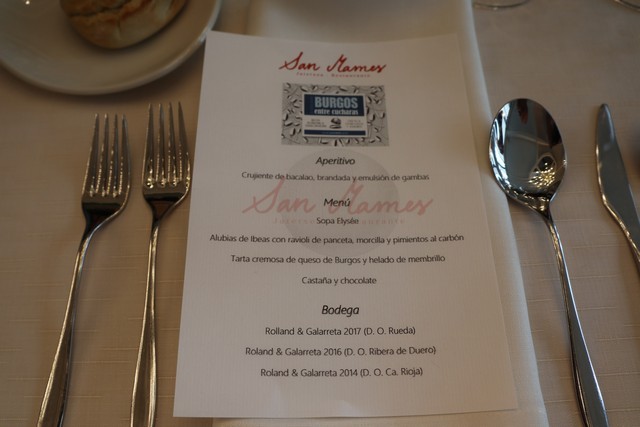 San Mames
BURGOS
entre cucharas
Aperitivo
Crujiente de bacalao, brandada y emulsión de gambas
San Mames
Menú
Sopa Elysée
Alubias de Ibeas con ravioli de panceta, morcilla y pimientos al carbón
Tarta cremosa de queso de Burgos y helado de membrillo
Castaña y chocolate
Bodega
Rolland & Galarreta 2017 (D. O. Rueda)
Roland & Galarreta 2016 (D. O. Ribera de Duero)
Roland & Galarreta 2014 (D. O. Ca. Rioja)